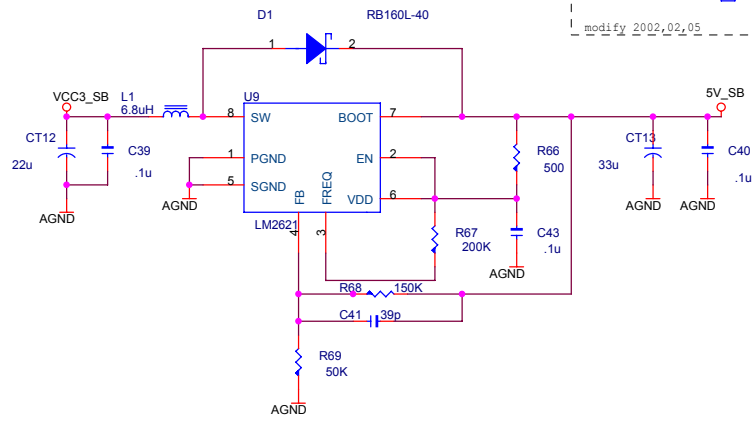 D1
RB160L-40
1
2
modify 2002,02,05
VCC3_SB
L1
6.8uH
U9
5V_SB
8
SW
BOOT
7
CT12
22u
C39
.1u
R66
500
CT13
33u
C40
.1u
1
PGND
EN
2
5
SGND
VDD
6
FB
FREQ
AGND
AGND
LM2621
4
3
R67
200K
C43
.1u
AGND
AGND
AGND
R68
150K
C41
39p
R69
50K
AGND